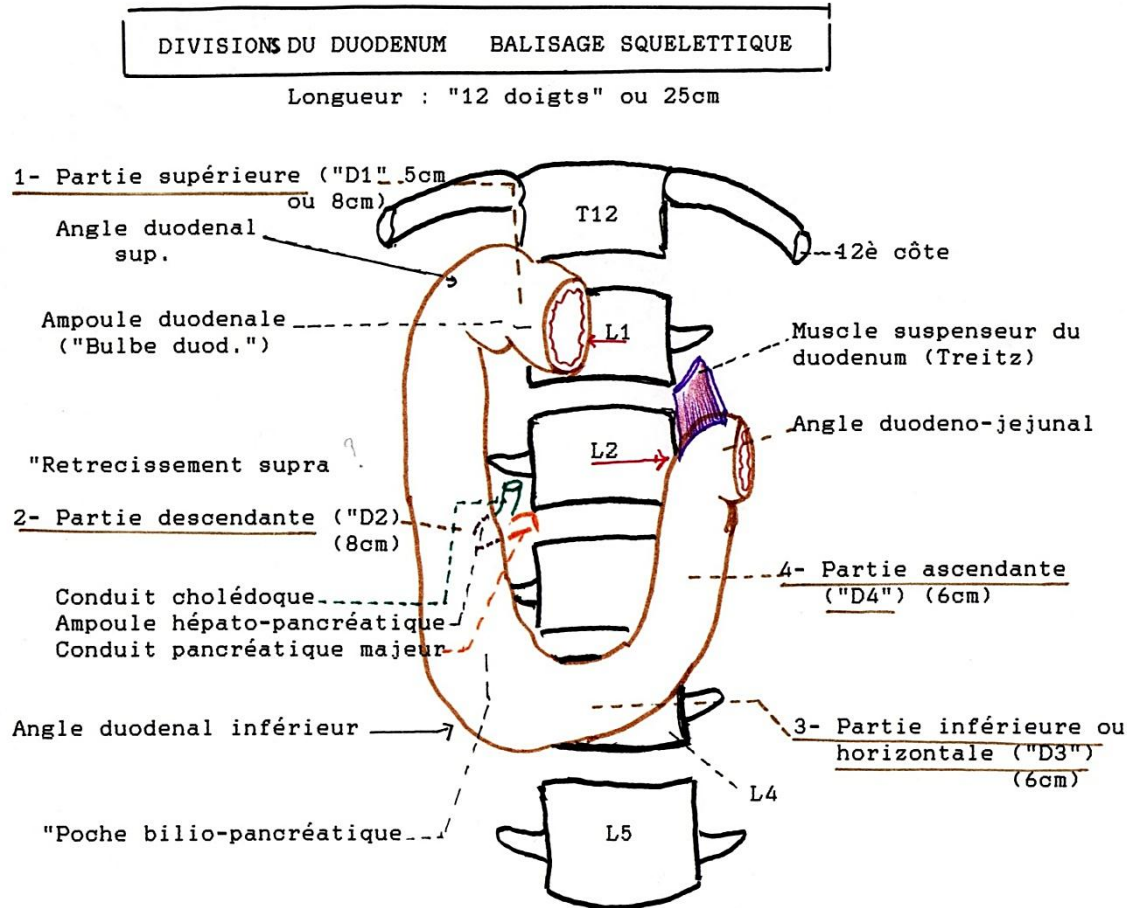 DIVISIONS DU DUODENUM BALISAGE SQUELETTIQUE
Longueur : "12 doigts" ou 25cm
1- Partie supérieure ("D1" 5cm
ou 8cm)
T12
Angle duodenal
sup.
12è côte
Ampoule duodenale
("Bulbe duod.")
L1
Muscle suspenseur du
duodenum (Treitz)
Angle duodeno-jejunal
L2
"Retrecissement supra ?
2- Partie descendante ("D2)
(8cm)
4- Partie ascendante
("D4") (6cm)
Conduit cholédoque
Ampoule hépato-pancréatique
Conduit pancréatique majeur
Angle duodenal inférieur
3- Partie inférieure ou
horizontale ("D3")
(6cm)
L4
"Poche bilio-pancréatique
L5